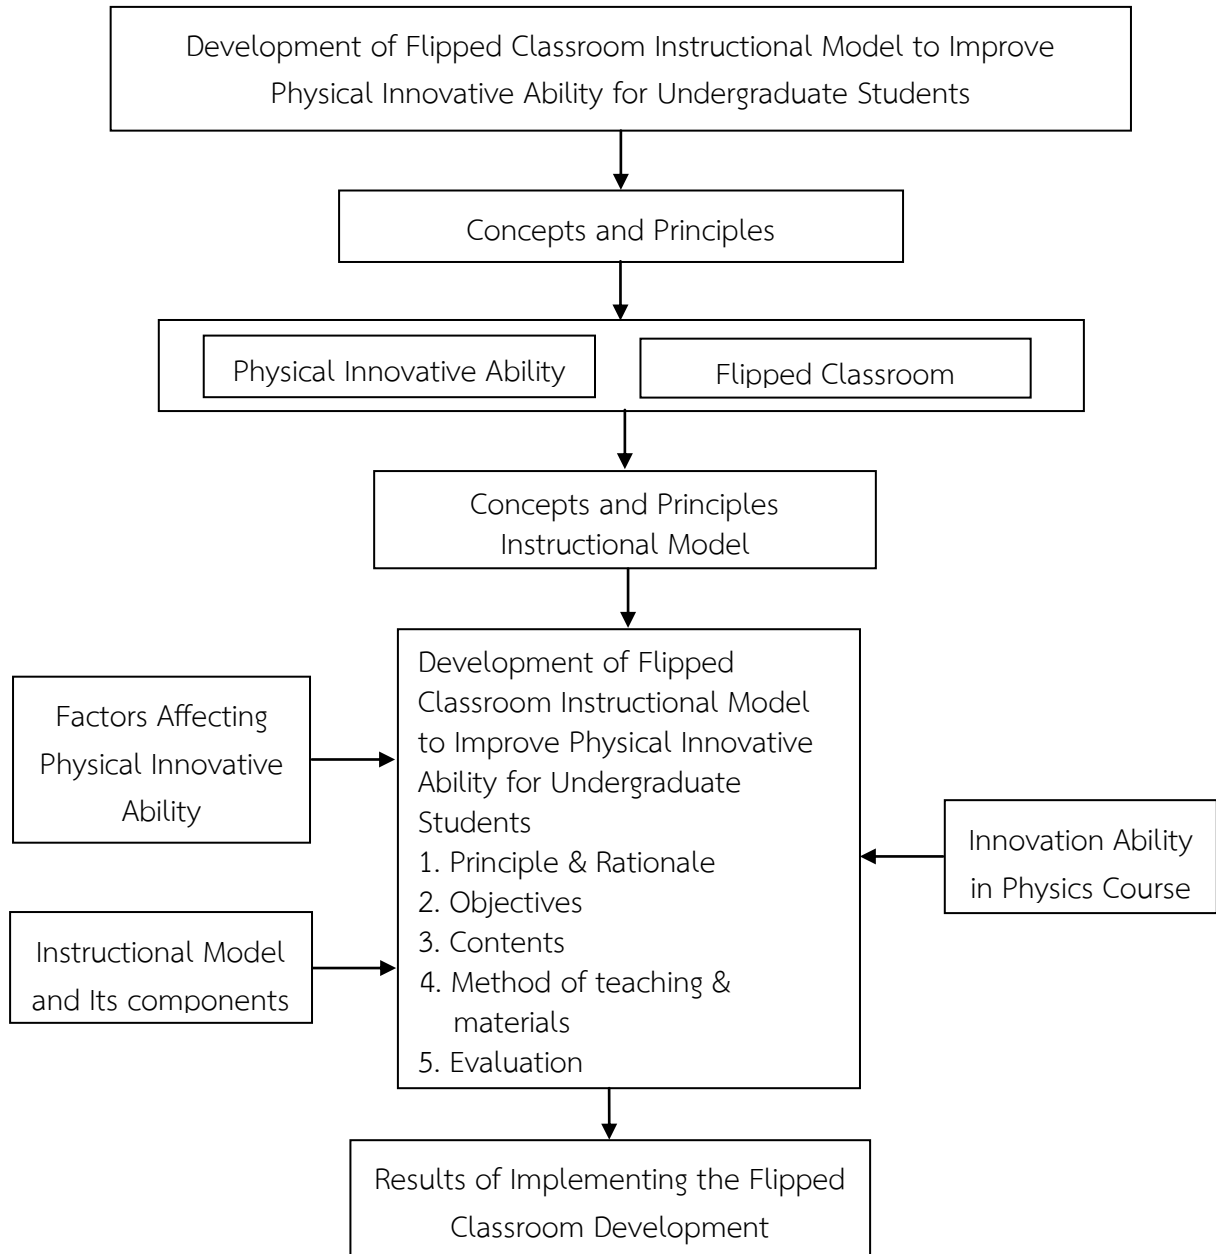 Development of Flipped Classroom Instructional Model to Improve
Physical Innovative Ability for Undergraduate Students
Concepts and Principles
Physical Innovative Ability
Flipped Classroom
Concepts and Principles
Instructional Model
Factors Affecting
Physical Innovative
Ability
Instructional Model
and Its components
Development of Flipped
Classroom Instructional Model
to Improve Physical Innovative
Ability for Undergraduate
Students
1. Principle & Rationale
2. Objectives
3. Contents
4. Method of teaching &
materials
5. Evaluation
Innovation Ability
in Physics Course
Results of Implementing the Flipped
Classroom Development